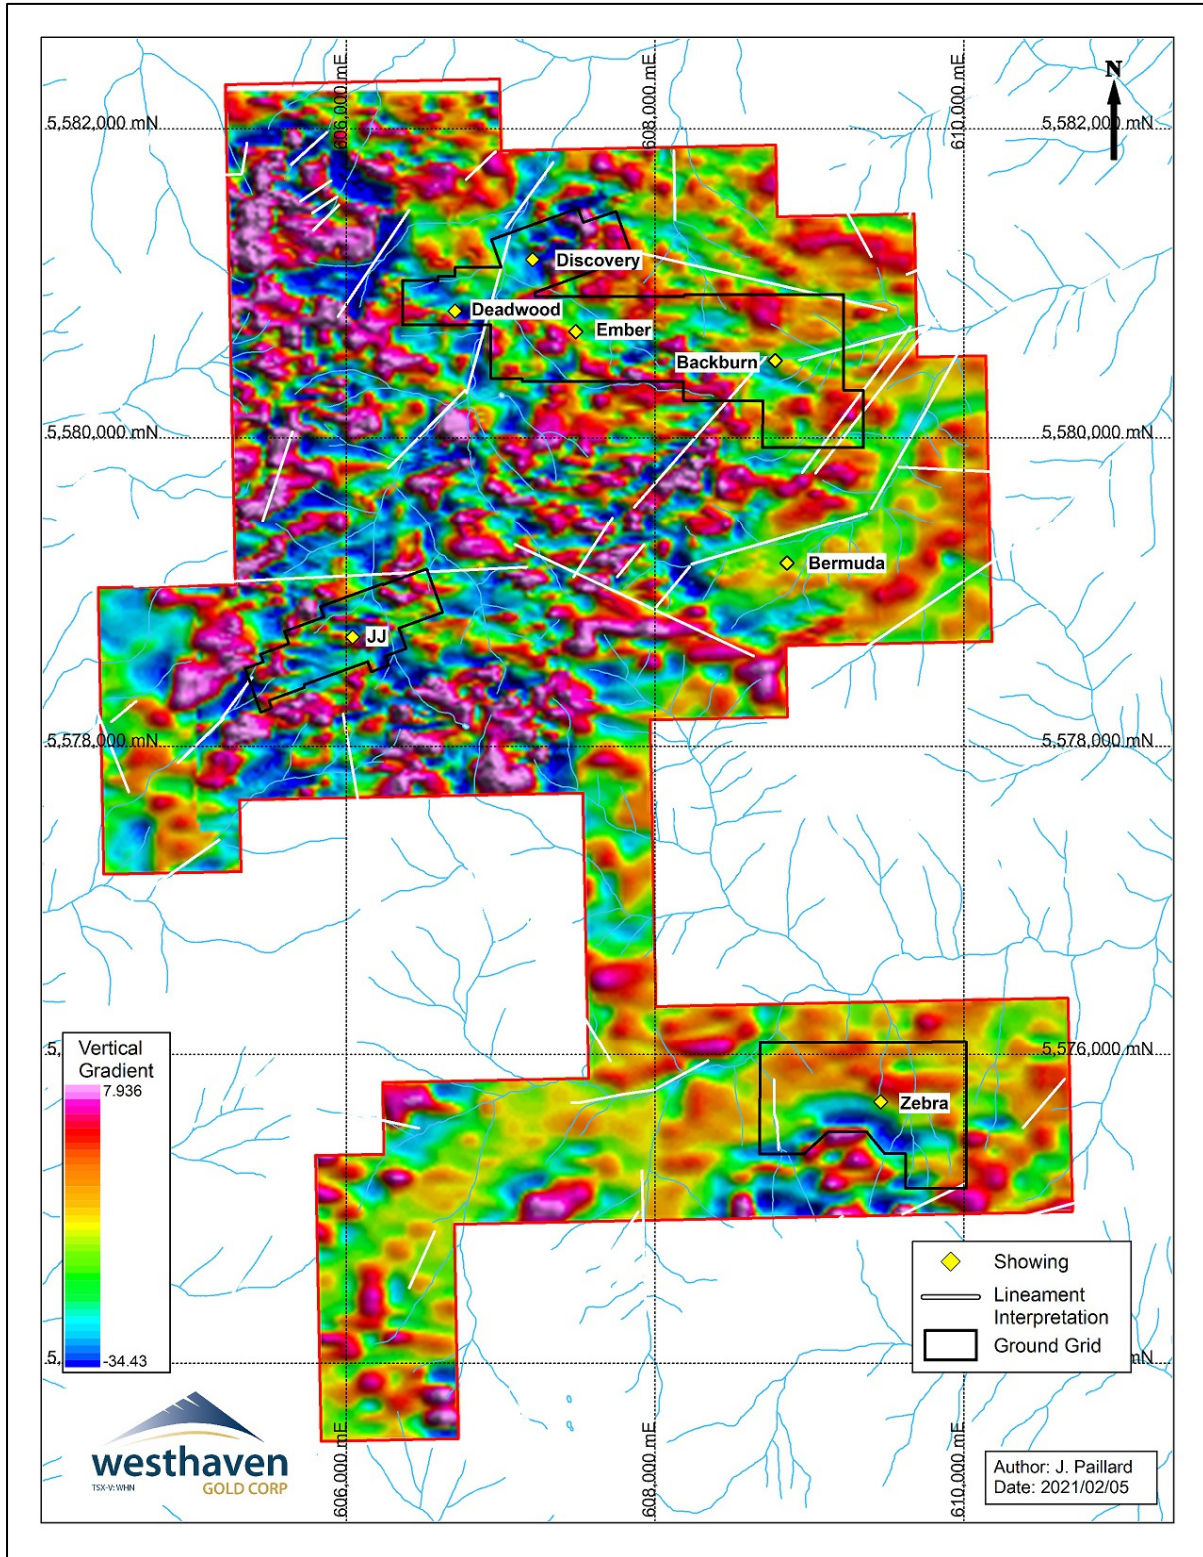 606,000.mE
608,000.mE
610,000.mE
N
5,582,000 mN
5,582,000 mN
Discovery
Deadwood
Ember
Backburn
5,580,000 mN
5,580,000 mN
Bermuda
JJ
5,578,000 mN
5,578,000 mN
5,
5,576,000 mN
Vertical
Gradient
7.936
-34.43
Zebra
Showing
Lineament
Interpretation
Ground Grid
5,
mN
westhaven
TSX-V: WHN
GOLD CORP
606,000.mE
608,000.mE
610,000.mE
Author: J. Paillard
Date: 2021/02/05